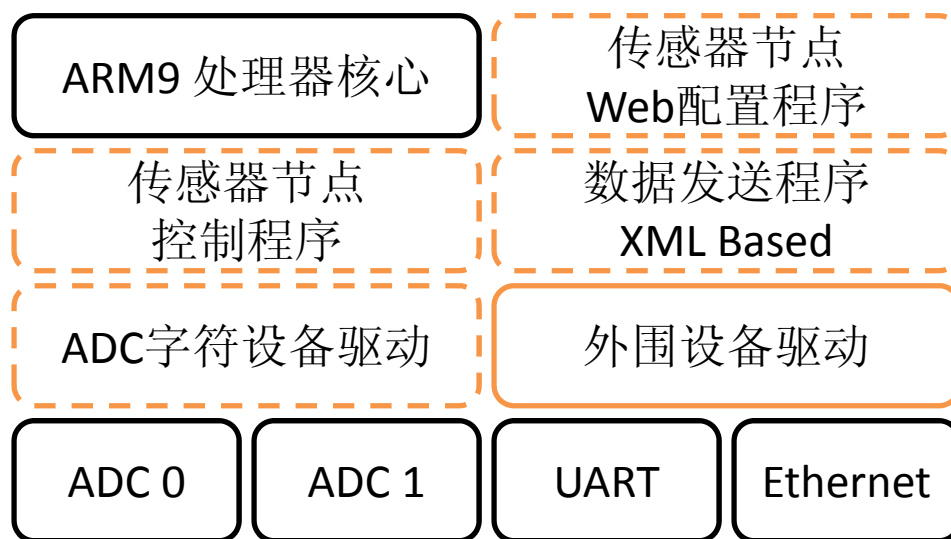 ARM9 处理器核心
传感器节点
Web配置程序
传感器节点
控制程序
数据发送程序
XML Based
ADC字符设备驱动
外围设备驱动
ADC 0
ADC 1
UART
Ethernet